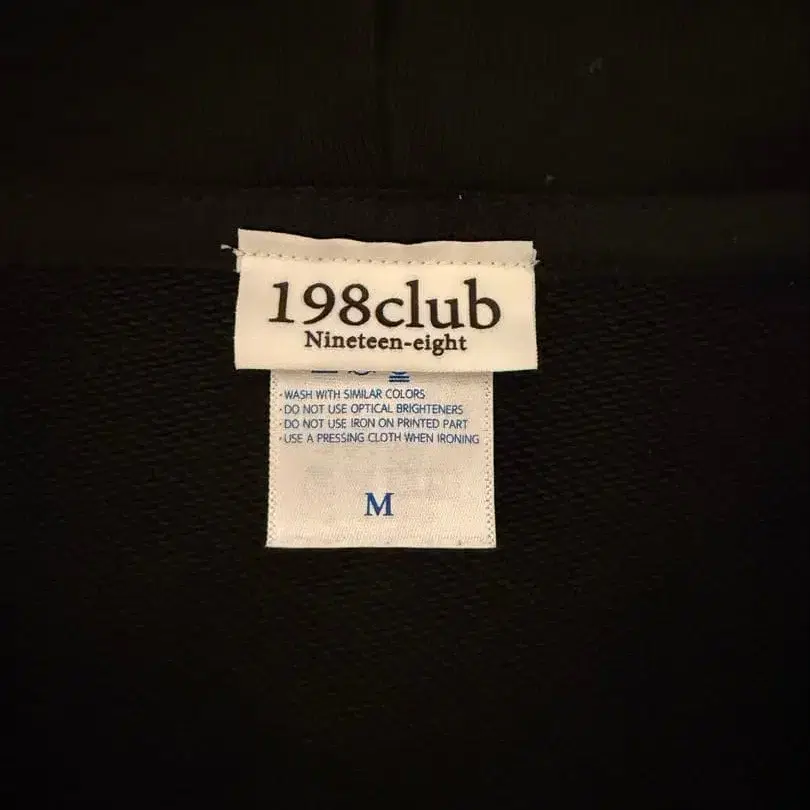 198club
Nineteen-eight
·WASH WITH SIMILAR COLORS
·DO NOT USE OPTICAL BRIGHTENERS
·DO NOT USE IRON ON PRINTED PART
·USE A PRESSING CLOTH WHEN IRONING
M